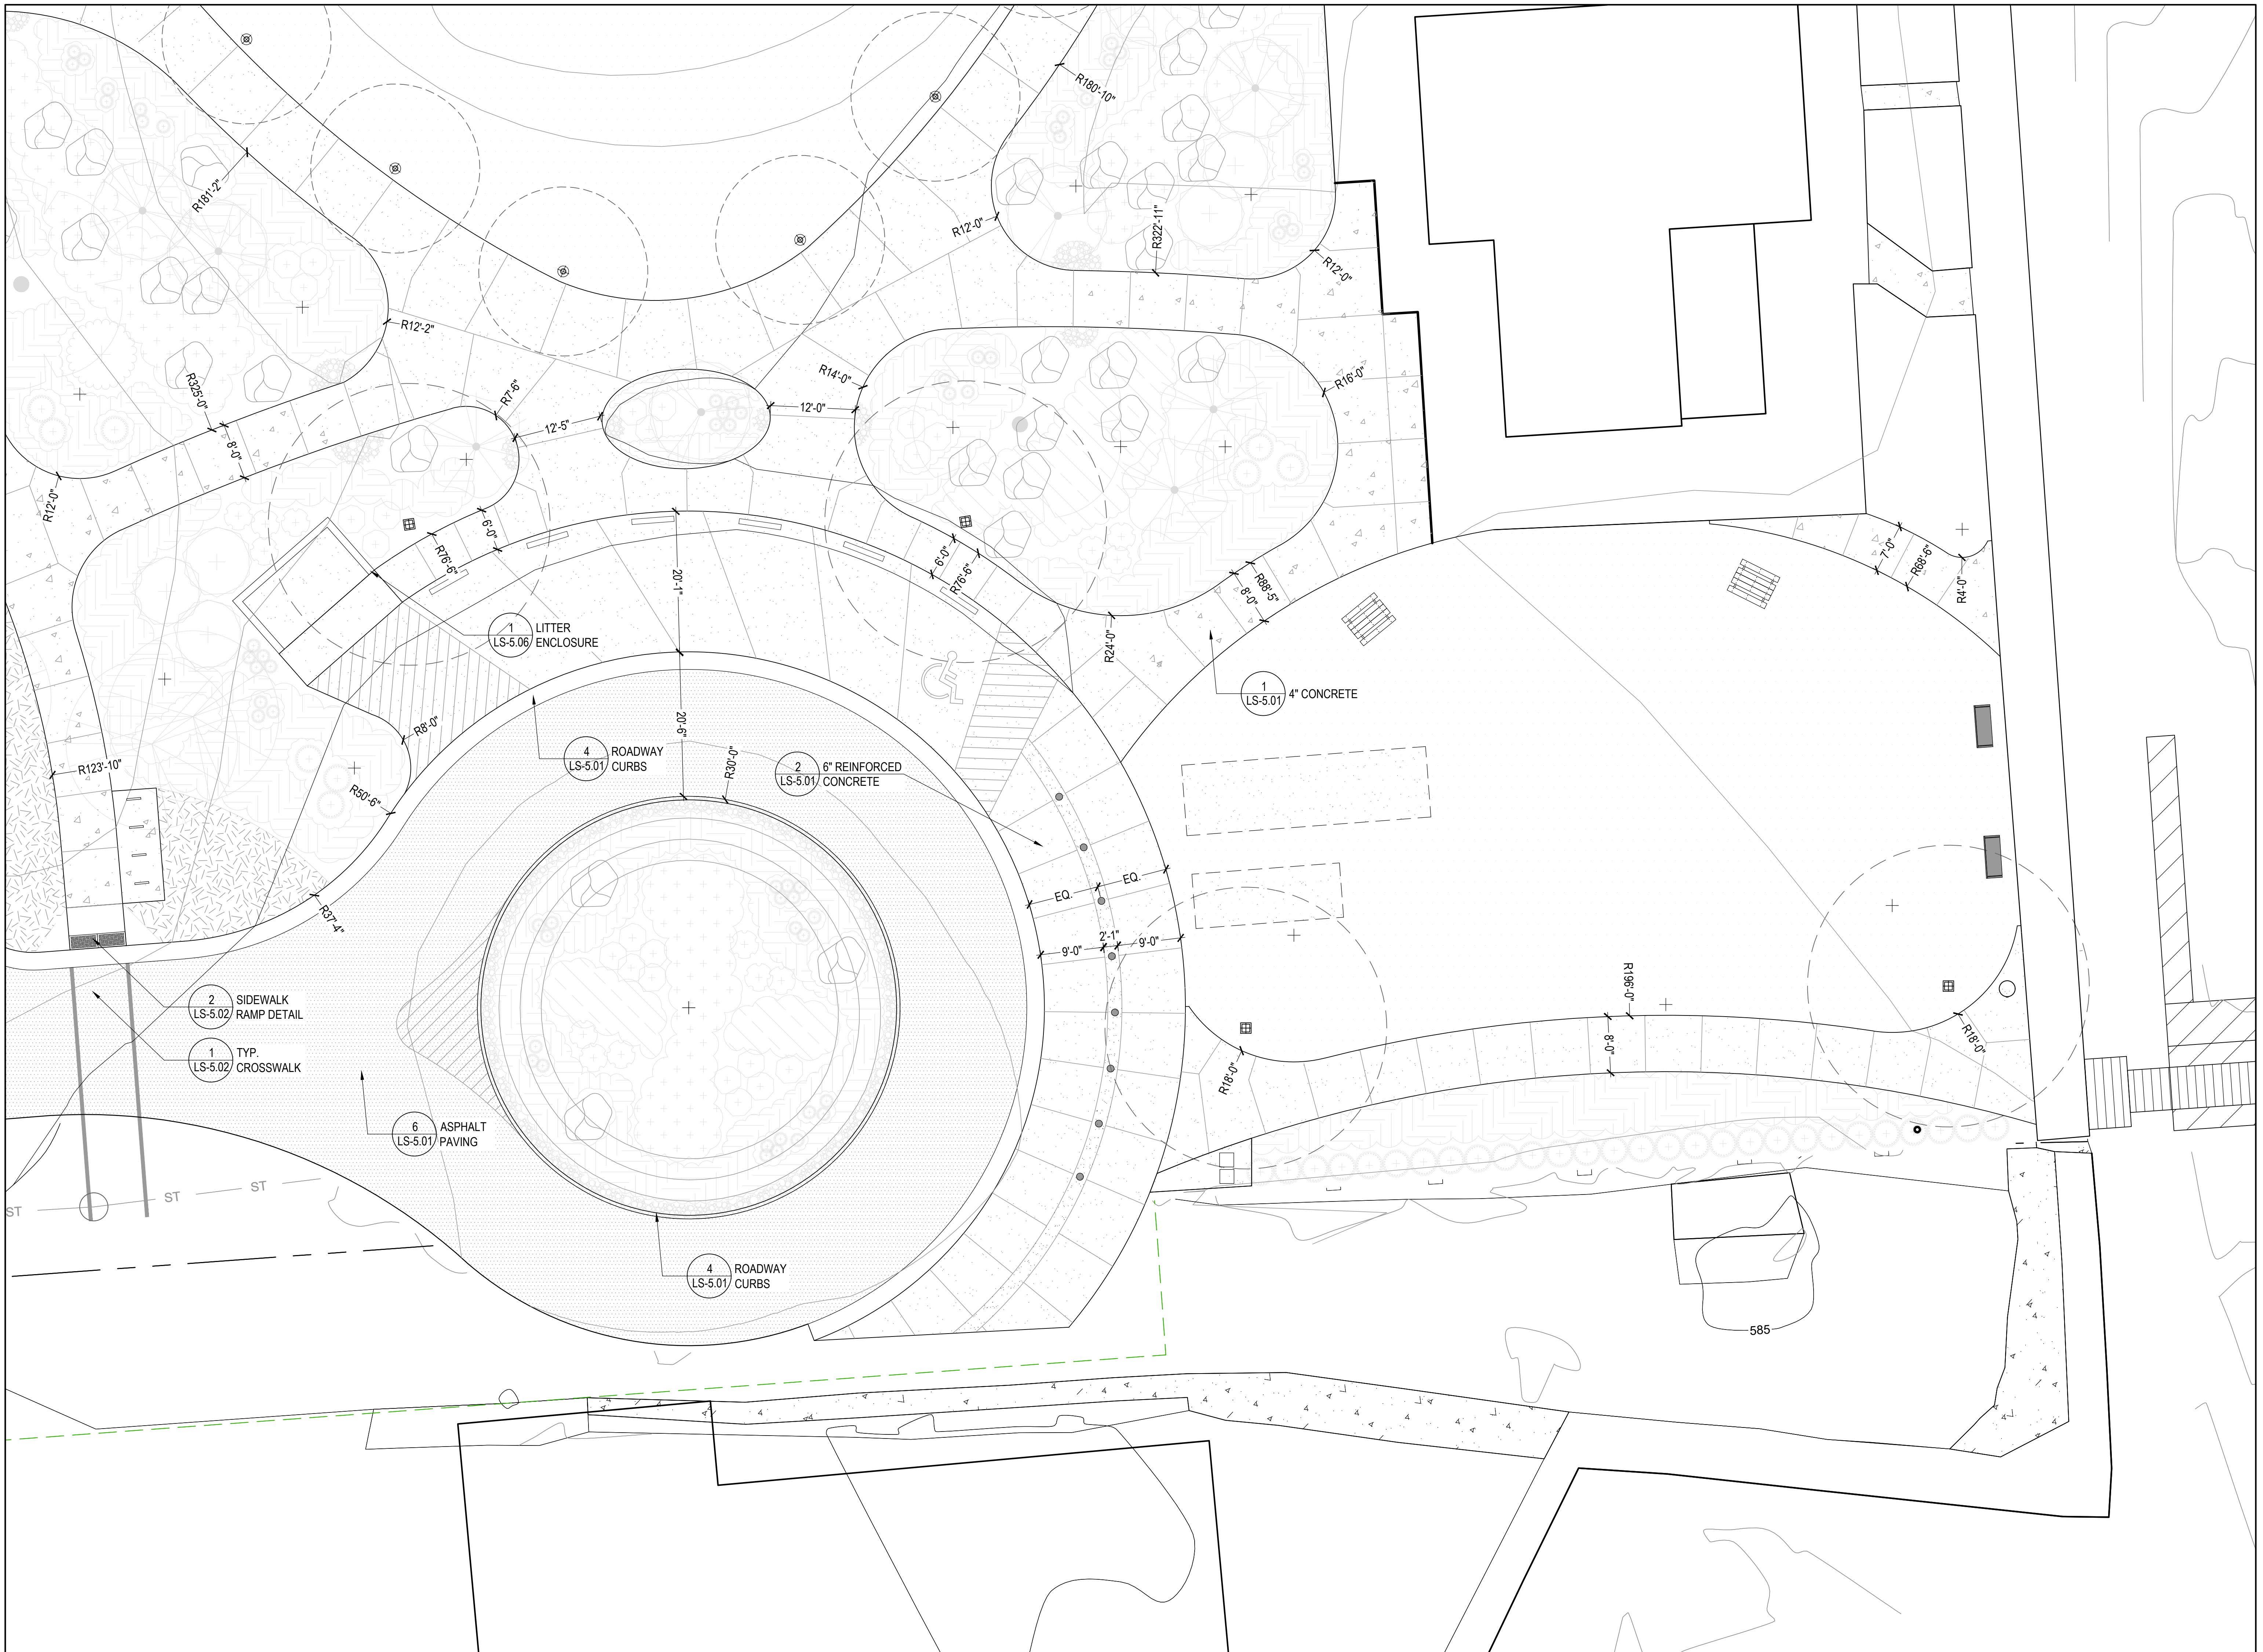 R180'-10"
R181'-2"
R12'-0"
R322'-11"
R12'-0"
R12'-2"
R325'-0"
8'-0"
R7'-6"
12'-5"
12'-0"
R14'-0"
R16'-0"
R12'-0"
6'-0"
R76'-6"
20'-1"
6'-0"
R76'-6"
8'-0"
R88'-5"
7'-0"
R68'-6"
R4'-0"
R24'-0"
1
LS-5.06
LITTER
ENCLOSURE
1
LS-5.01
4" CONCRETE
R8'-0"
20'-6"
R30'-0"
4
LS-5.01
ROADWAY
CURBS
2
LS-5.01
6" REINFORCED
CONCRETE
R123'-10"
R50'-6"
R37'-4"
EQ.
EQ.
9'-0"
2'-1"
9'-0"
R196'-0"
8'-0"
R18'-0"
R18'-0"
2
LS-5.02
SIDEWALK
RAMP DETAIL
1
LS-5.02
TYP.
CROSSWALK
6
LS-5.01
ASPHALT
PAVING
ST
ST
ST
4
LS-5.01
ROADWAY
CURBS
585